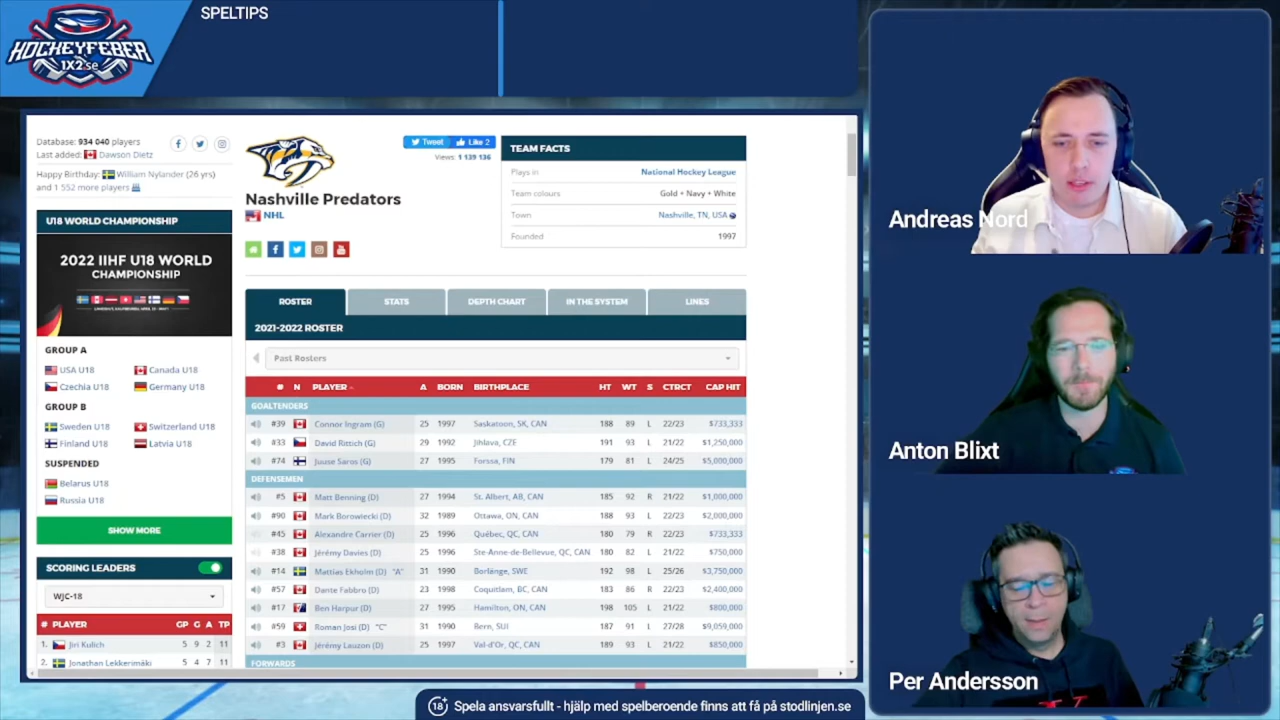 HOCKEYFEBER
1X2.se
SPELTIPS
Database: 934 040 players
Last added: Dawson Dietz
Happy Birthday: William Nylander (26 yrs)
and 1 552 more players
U18 WORLD CHAMPIONSHIP
2022 IIHF U18 WORLD
CHAMPIONSHIP
GROUP A
USA U18 Canada U18
Czechia U18 Germany U18
GROUP B
Sweden U18 Switzerland U18
Finland U18 Latvia U18
SUSPENDED
Belarus U18
Russia U18
SHOW MORE
SCORING LEADERS
WJC-18
# PLAYER GP G A TP
1. Jiri Kulich 5 9 2 11
2. Jonathan Lekkerimäki 5 4 7 11
Tweet Like 2
Views: 1 139 136
Nashville Predators
NHL
TEAM FACTS
Plays in National Hockey League
Team colours Gold • Navy • White
Town Nashville, TN, USA
Founded 1997
ROSTER STATS DEPTH CHART IN THE SYSTEM LINES
2021-2022 ROSTER
Past Rosters
# N PLAYER A BORN BIRTHPLACE HT WT S CTRCT CAP HIT
GOALTENDERS
#39 Connor Ingram (G) 25 1997 Saskatoon, SK, CAN 188 89 L 22/23 $733,333
#33 David Rittich (G) 29 1992 Jihlava, CZE 191 93 L 21/22 $1,250,000
#74 Juuse Saros (G) 27 1995 Forssa, FIN 179 81 L 24/25 $5,000,000
DEFENSEMEN
#5 Matt Benning (D) 27 1994 St. Albert, AB, CAN 185 92 R 21/22 $1,000,000
#90 Mark Borowiecki (D) 32 1989 Ottawa, ON, CAN 188 93 L 22/23 $2,000,000
#45 Alexandre Carrier (D) 25 1996 Québec, QC, CAN 180 79 R 22/23 $733,333
#38 Jérémy Davies (D) 25 1996 Ste-Anne-de-Bellevue, QC, CAN 180 82 L 21/22 $750,000
#14 Mattias Ekholm (D) "A" 31 1990 Borlänge, SWE 192 98 L 25/26 $3,750,000
#57 Dante Fabbro (D) 23 1998 Coquitlam, BC, CAN 183 86 R 22/23 $2,400,000
#17 Ben Harpur (D) 27 1995 Hamilton, ON, CAN 198 105 L 21/22 $800,000
#59 Roman Josi (D) "C" 31 1990 Bern, SUI 187 91 L 27/28 $9,059,000
#3 Jérémy Lauzon (D) 25 1997 Val-d'Or, QC, CAN 189 93 L 21/22 $850,000
FORWARDS
Andreas Nord
Anton Blixt
Per Andersson
18+ Spela ansvarsfullt - hjälp med spelberoende finns att få på stodlinjen.se